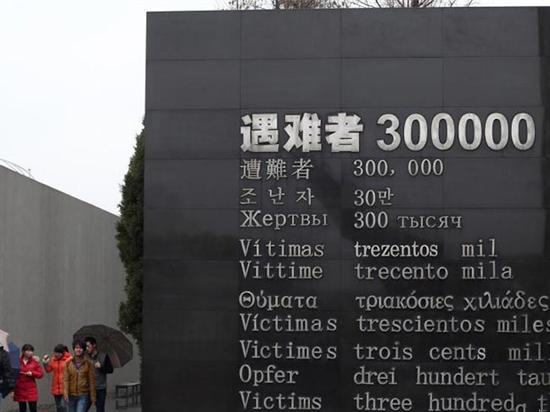 遇难者 300000
遭難者 300,000
조난자 30만
Жертвы 300 тысяч
Vítimas trezentos mil
Vittime trecento mila
Θύματα τριακόσιες χιλιάδες
Víctimas trescientos miles
Victimes trois cents mill
Opfer drei hundert tau
Victims three hundred t